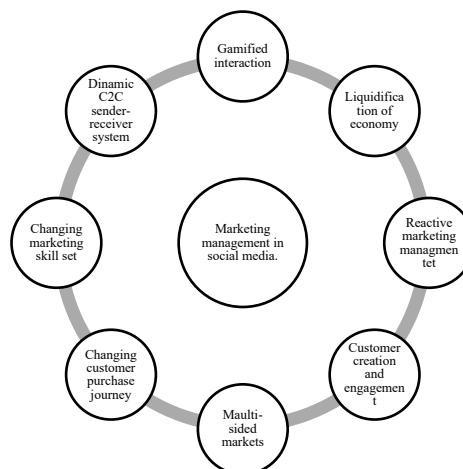 Gamified
interaction
Liquidifica
tion of
economy
Reactive
marketing
managmen
tet
Customer
creation
and
engagemen
t
Maulti-
sided
markets
Changing
customer
purchase
journey
Changing
marketing
skill set
Dinamic
C2C
sender-
receiver
system
Marketing
management in
social media.